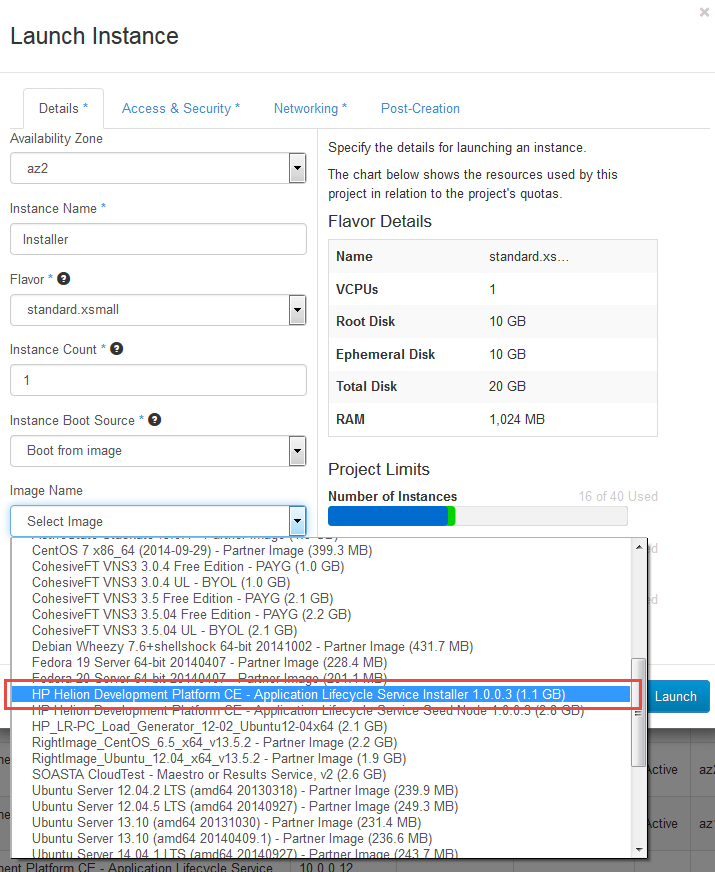 ×
Launch Instance
Details *
Access & Security *
Networking *
Post-Creation
Availability Zone
az2
Instance Name *
Installer
Flavor *
?
standard.xsmall
Instance Count *
?
1
Instance Boot Source *
?
Boot from image
Image Name
Select Image
Specify the details for launching an instance.
The chart below shows the resources used by this
project in relation to the project's quotas.
Flavor Details
Name standard.xs…
VCPUs 1
Root Disk 10 GB
Ephemeral Disk 10 GB
Total Disk 20 GB
RAM 1,024 MB
Project Limits
Number of Instances 16 of 40 Used
CentOS 7 x86_64 (2014-09-29) - Partner Image (399.3 MB)
CohesiveFT VNS3 3.0.4 Free Edition - PAYG (1.0 GB)
CohesiveFT VNS3 3.0.4 UL - BYOL (1.0 GB)
CohesiveFT VNS3 3.5 Free Edition - PAYG (2.1 GB)
CohesiveFT VNS3 3.5.04 Free Edition - PAYG (2.2 GB)
CohesiveFT VNS3 3.5.04 UL - BYOL (2.1 GB)
Debian Wheezy 7.6+shellshock 64-bit 20141002 - Partner Image (431.7 MB)
Fedora 19 Server 64-bit 20140407 - Partner Image (228.4 MB)
Fedora 20 Server 64-bit 20140407 - Partner Image (201.1 MB)
HP Helion Development Platform CE - Application Lifecycle Service Installer 1.0.0.3 (1.1 GB)
HP Helion Development Platform CE - Application Lifecycle Service Seed Node 1.0.0.3 (2.8 GB)
HP_LR-PC_Load_Generator_12-02_Ubuntu12-04x64 (2.1 GB)
RightImage_CentOS_6.5_x64_v13.5.2 - Partner Image (2.2 GB)
RightImage_Ubuntu_12.04_x64_v13.5.2 - Partner Image (1.9 GB)
SOASTA CloudTest - Maestro or Results Service, v2 (2.6 GB)
Ubuntu Server 12.04.2 LTS (amd64 20130318) - Partner Image (239.9 MB)
Ubuntu Server 12.04.5 LTS (amd64 20140927) - Partner Image (249.3 MB)
Ubuntu Server 13.10 (amd64 20131030) - Partner Image (231.4 MB)
Ubuntu Server 13.10 (amd64 20140409.1) - Partner Image (236.6 MB)
Ubuntu Server 14.04.1 LTS (amd64 20140927) - Partner Image (243.7 MB)
Launch
Active az2
Active az
ment Platform CE - Application Lifecycle Service 10.0.0.12